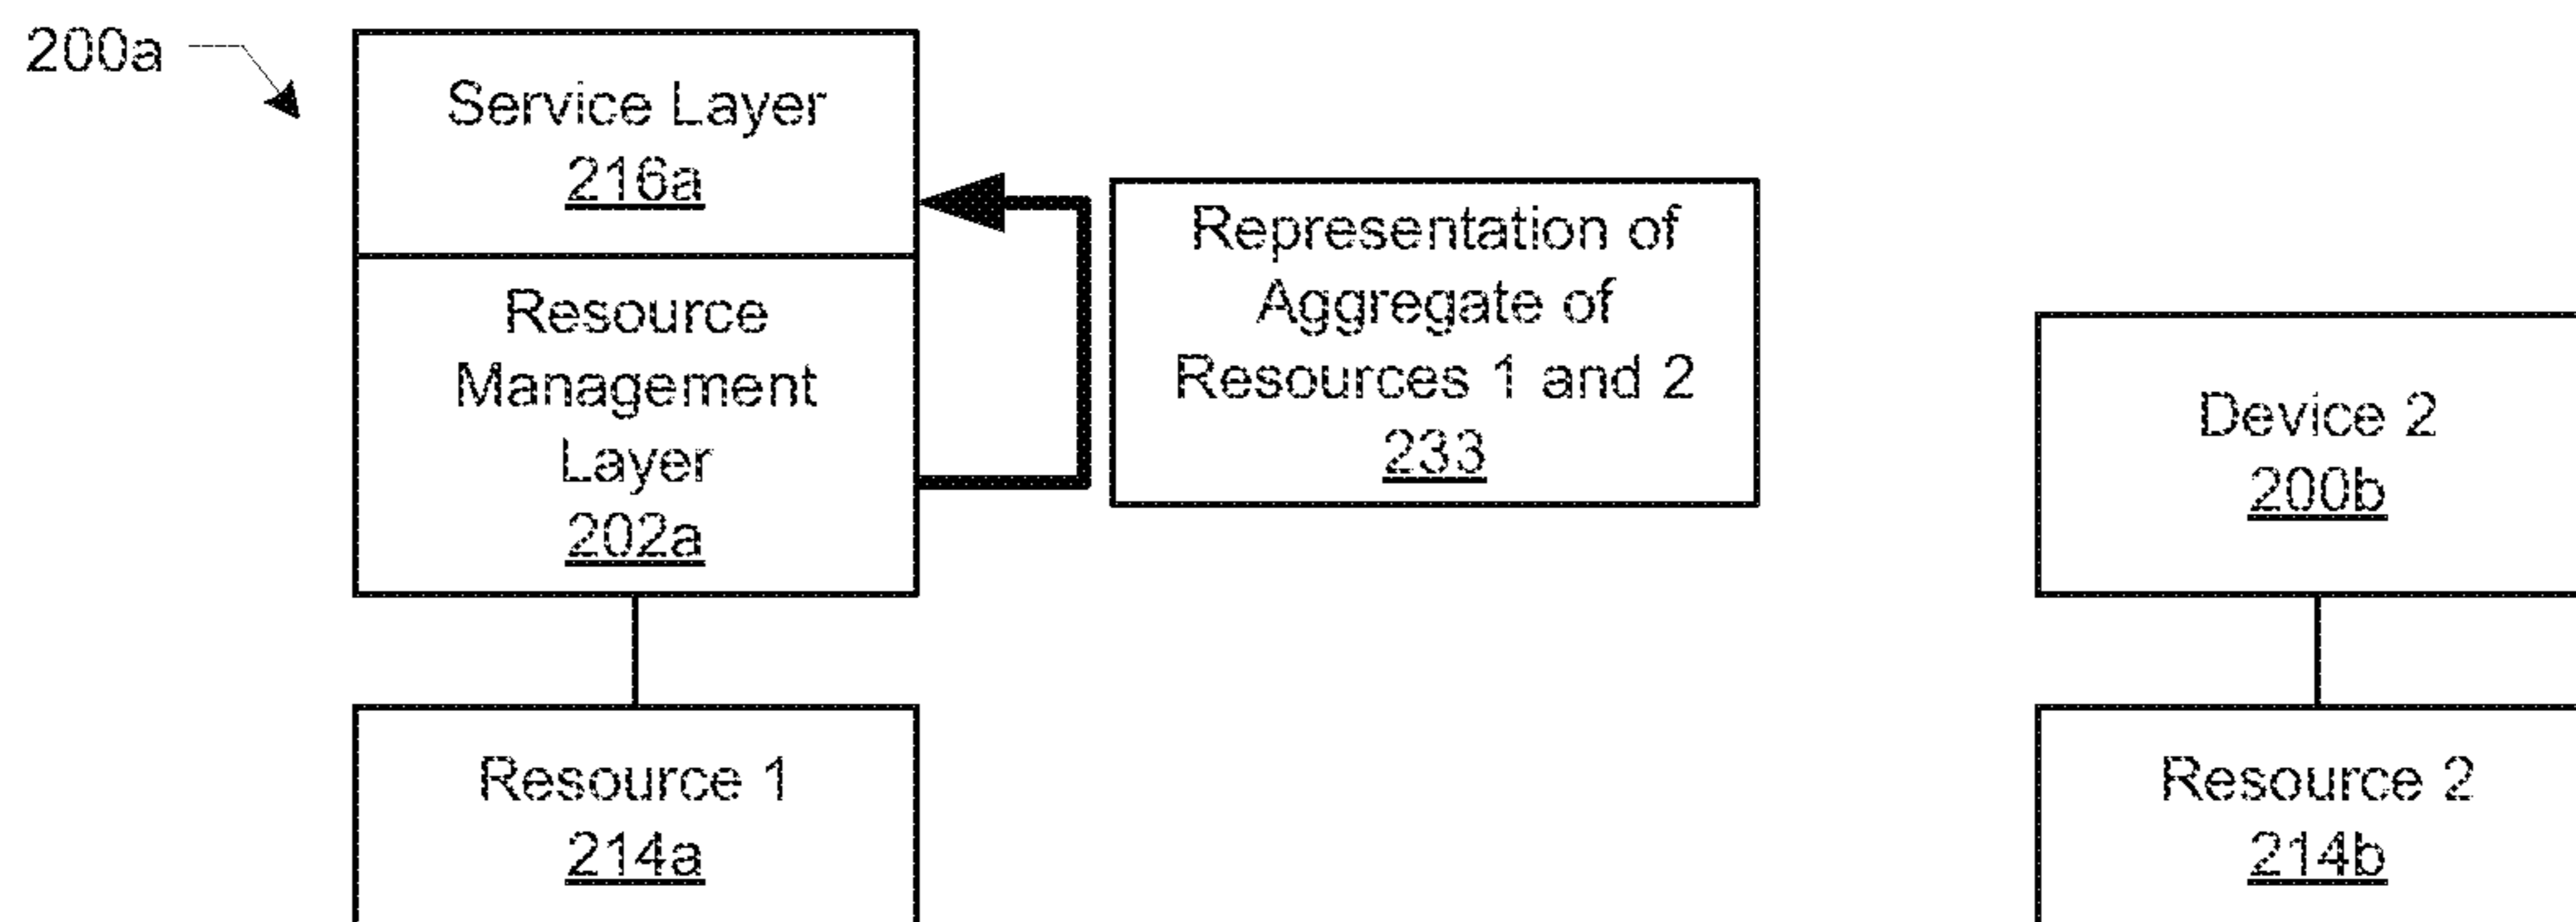 200a
Service Layer
216a
Resource
Management
Layer
202a
Representation of
Aggregate of
Resources 1 and 2
233
Device 2
200b
Resource 1
214a
Resource 2
214b